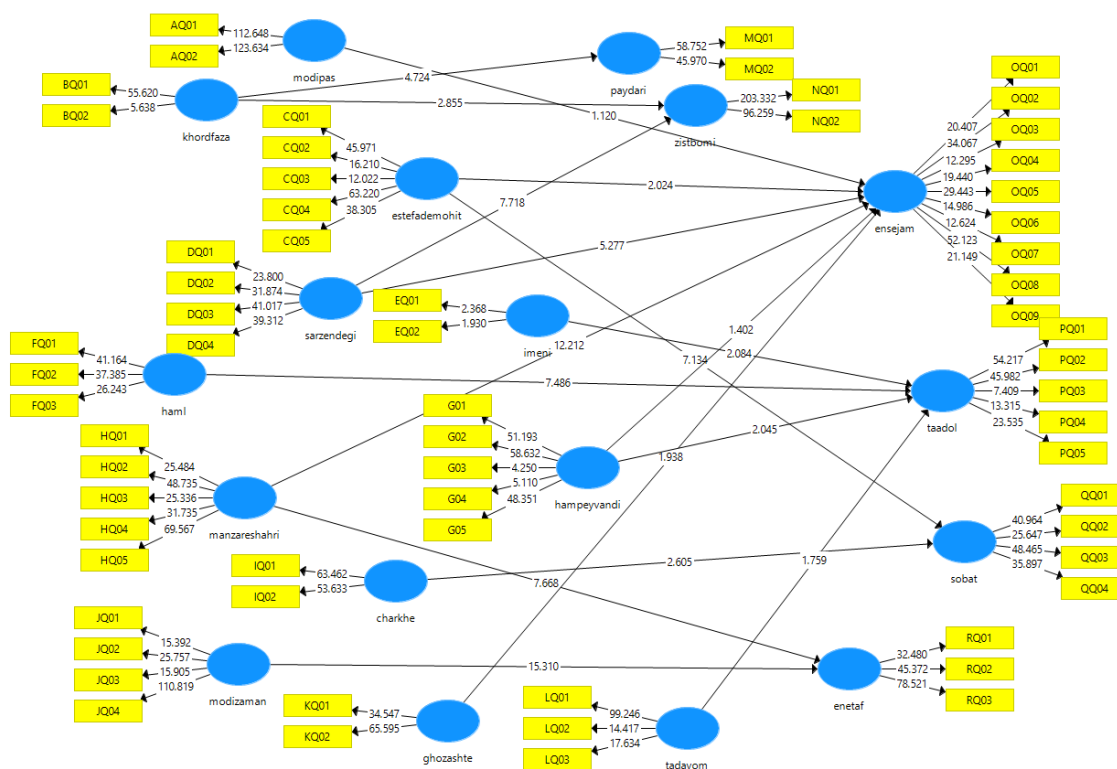 AQ01
112.648
AQ02
123.634
modipas
BQ01
55.620
BQ02
5.638
khordfaza
4.724
2.855
1.120
paydari
58.752
MQ01
45.970
MQ02
zistbomi
203.332
NQ01
96.259
NQ02
CQ01
45.971
CQ02
16.210
CQ03
12.022
CQ04
63.220
CQ05
38.305
estefademohit
2.024
7.718
5.277
ensejam
OQ01
20.407
OQ02
34.067
OQ03
12.295
OQ04
19.440
OQ05
29.443
OQ06
14.986
OQ07
12.624
OQ08
52.123
OQ09
21.149
DQ01
23.800
DQ02
31.874
DQ03
41.017
DQ04
39.312
sarzendegi
EQ01
2.368
EQ02
1.930
imeni
12.212
1.402
2.084
7.134
FQ01
41.164
FQ02
37.385
FQ03
26.243
haml
7.486
taadol
PQ01
54.217
PQ02
45.982
PQ03
7.409
PQ04
13.315
PQ05
23.535
G01
51.193
G02
58.632
G03
4.250
G04
5.110
G05
48.351
hampeyvandi
2.045
1.938
HQ01
25.484
HQ02
48.735
HQ03
25.336
HQ04
31.735
HQ05
69.567
manzareshahri
IQ01
63.462
IQ02
53.633
charkhe
2.605
1.759
7.668
sobat
QQ01
40.964
QQ02
25.647
QQ03
48.465
QQ04
35.897
JQ01
15.392
JQ02
25.757
JQ03
15.905
JQ04
110.819
modizaman
15.310
enetaf
RQ01
32.480
RQ02
45.372
RQ03
78.521
KQ01
34.547
KQ02
65.595
ghozashte
LQ01
99.246
LQ02
14.417
LQ03
17.634
tadavom